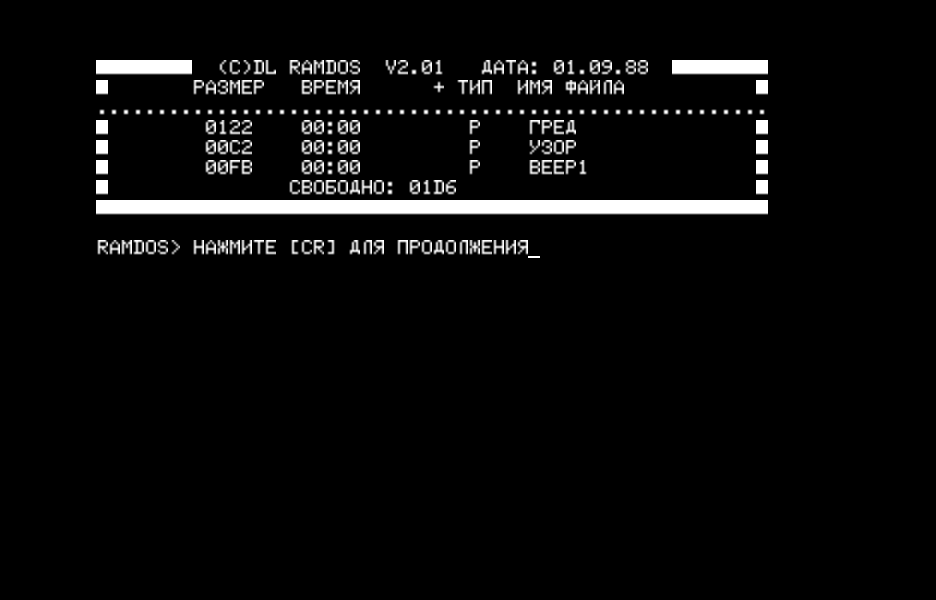 (C)DL RAMDOS V2.01 ДАТА: 01.09.88
РАЗМЕР ВРЕМЯ + ТИП ИМЯ ФАЙЛА
0122 00:00 P ГРЕД
00C2 00:00 P УЗОР
00FB 00:00 P ВЕЕР1
СВОБОДНО: 01D6
RAMDOS> НАЖМИТЕ [CR] ДЛЯ ПРОДОЛЖЕНИЯ_